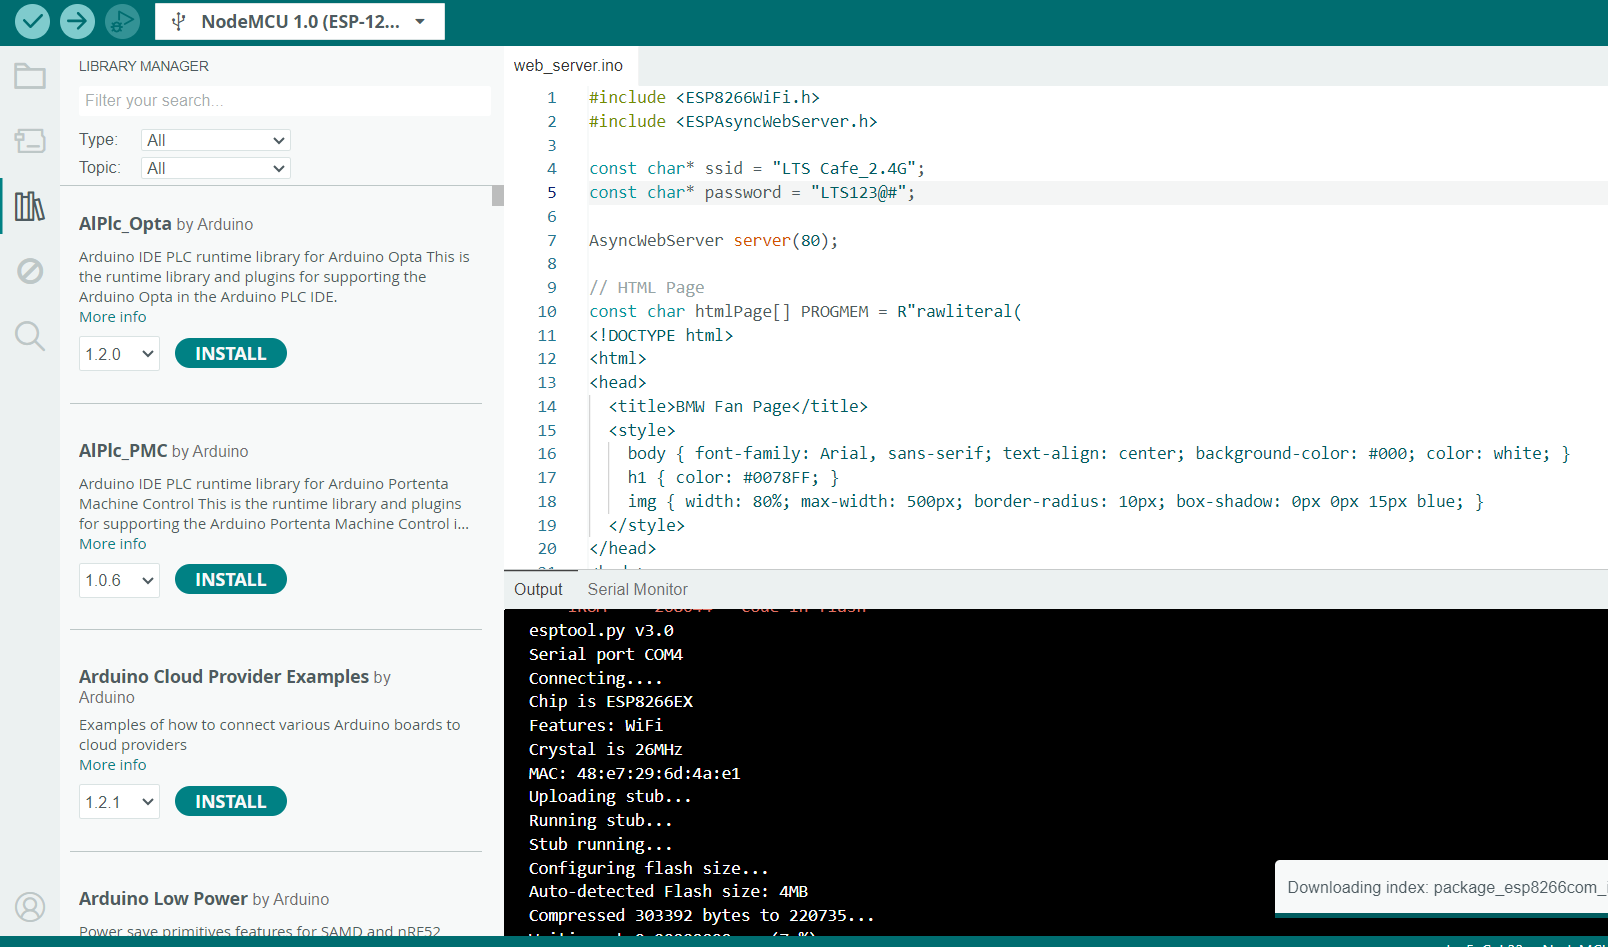 NodeMCU 1.0 (ESP-12...
LIBRARY MANAGER
Filter your search...
Type: All
Topic: All
AlPlc_Opta by Arduino
Arduino IDE PLC runtime library for Arduino Opta This is
the runtime library and plugins for supporting the
Arduino Opta in the Arduino PLC IDE.
More info
1.2.0 INSTALL
AlPlc_PMC by Arduino
Arduino IDE PLC runtime library for Arduino Portenta
Machine Control This is the runtime library and plugins
for supporting the Arduino Portenta Machine Control i...
More info
1.0.6 INSTALL
Arduino Cloud Provider Examples by
Arduino
Examples of how to connect various Arduino boards to
cloud providers
More info
1.2.1 INSTALL
Arduino Low Power by Arduino
Power save primitives features for SAMD and nRF52
web_server.ino
1 #include <ESP8266WiFi.h>
2 #include <ESPAsyncWebServer.h>
3
4 const char* ssid = "LTS Cafe_2.4G";
5 const char* password = "LTS123@#";
6
7 AsyncWebServer server(80);
8
9 // HTML Page
10 const char htmlPage[] PROGMEM = R"rawliteral(
11 <!DOCTYPE html>
12 <html>
13 <head>
14 <title>BMW Fan Page</title>
15 <style>
16 body { font-family: Arial, sans-serif; text-align: center; background-color: #000; color: white; }
17 h1 { color: #0078FF; }
18 img { width: 80%; max-width: 500px; border-radius: 10px; box-shadow: 0px 0px 15px blue; }
19 </style>
20 </head>
Output Serial Monitor
esptool.py v3.0
Serial port COM4
Connecting....
Chip is ESP8266EX
Features: WiFi
Crystal is 26MHz
MAC: 48:e7:29:6d:4a:e1
Uploading stub...
Running stub...
Stub running...
Configuring flash size...
Auto-detected Flash size: 4MB
Compressed 303392 bytes to 220735...
Downloading index: package_esp8266com_i